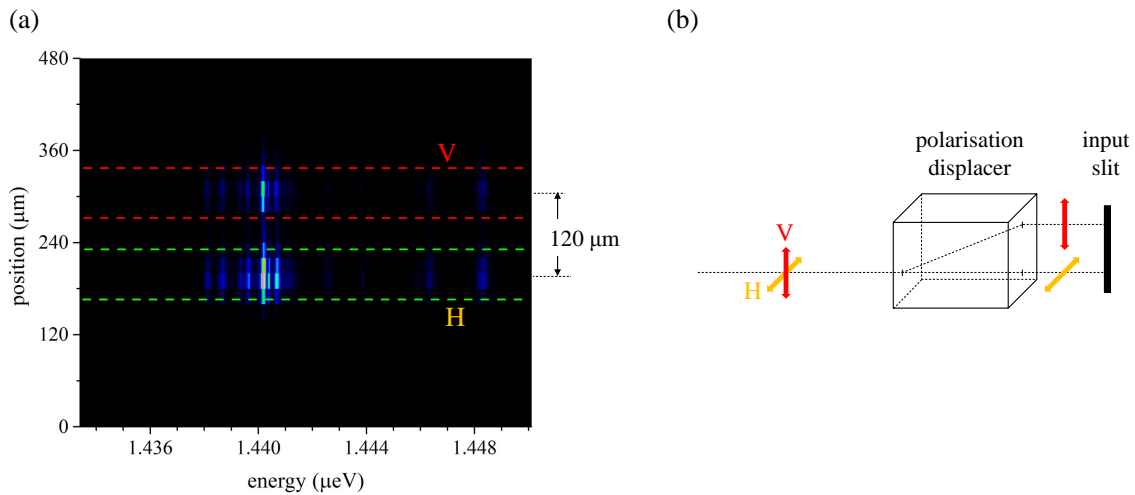 (a)
(b)
480
360
240
120
0
position (μm)
V
H
120 μm
1.436
1.440
1.444
1.448
energy (μeV)
polarisation
displacer
input
slit
V
H